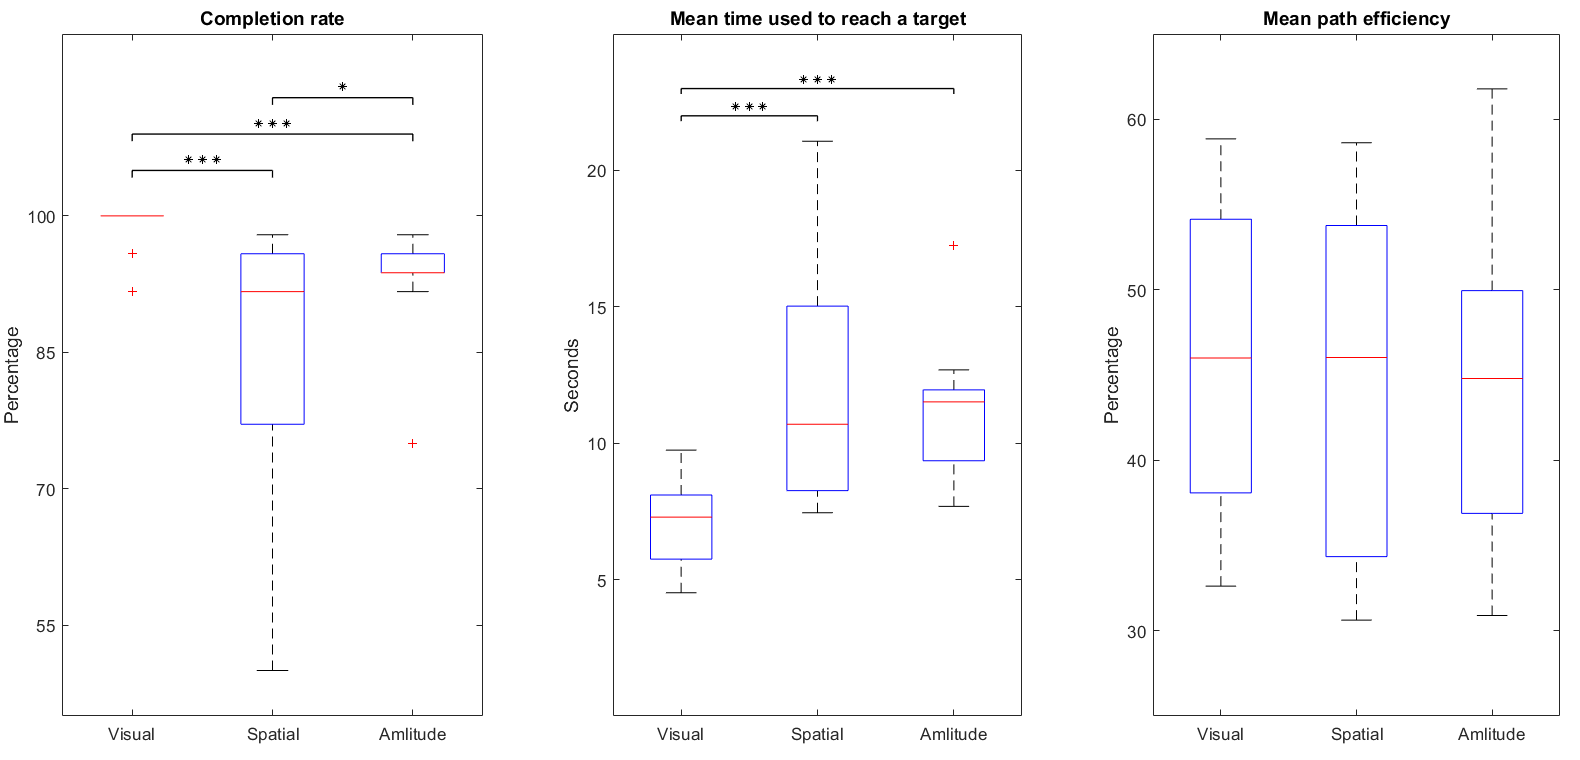 Completion rate
*
***
***
100
85
70
55
Percentage
Visual Spatial Amlitude
Mean time used to reach a target
***
***
20
15
10
5
Seconds
Visual Spatial Amlitude
Mean path efficiency
60
50
40
30
Percentage
Visual Spatial Amlitude